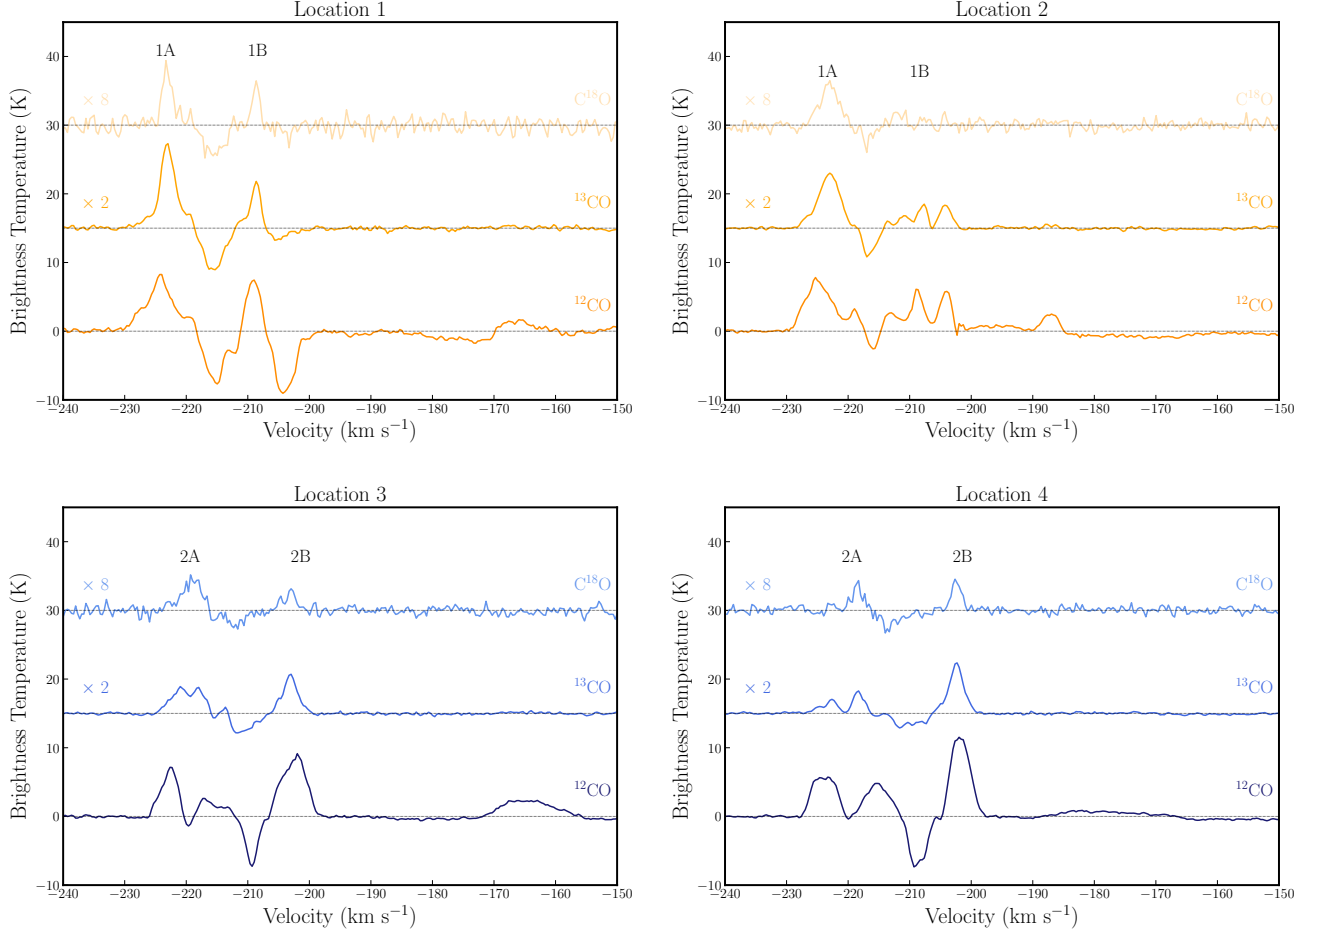 Location 1
Brightness Temperature (K)
40
30
20
10
0
−10
1A
1B
× 8
C¹⁸O
× 2
¹³CO
¹²CO
−240 −230 −220 −210 −200 −190 −180 −170 −160 −150
Velocity (km s⁻¹)
Location 2
Brightness Temperature (K)
40
30
20
10
0
−10
1A
1B
× 8
C¹⁸O
× 2
¹³CO
¹²CO
−240 −230 −220 −210 −200 −190 −180 −170 −160 −150
Velocity (km s⁻¹)
Location 3
Brightness Temperature (K)
40
30
20
10
0
−10
2A
2B
× 8
C¹⁸O
× 2
¹³CO
¹²CO
−240 −230 −220 −210 −200 −190 −180 −170 −160 −150
Velocity (km s⁻¹)
Location 4
Brightness Temperature (K)
40
30
20
10
0
−10
2A
2B
× 8
C¹⁸O
× 2
¹³CO
¹²CO
−240 −230 −220 −210 −200 −190 −180 −170 −160 −150
Velocity (km s⁻¹)